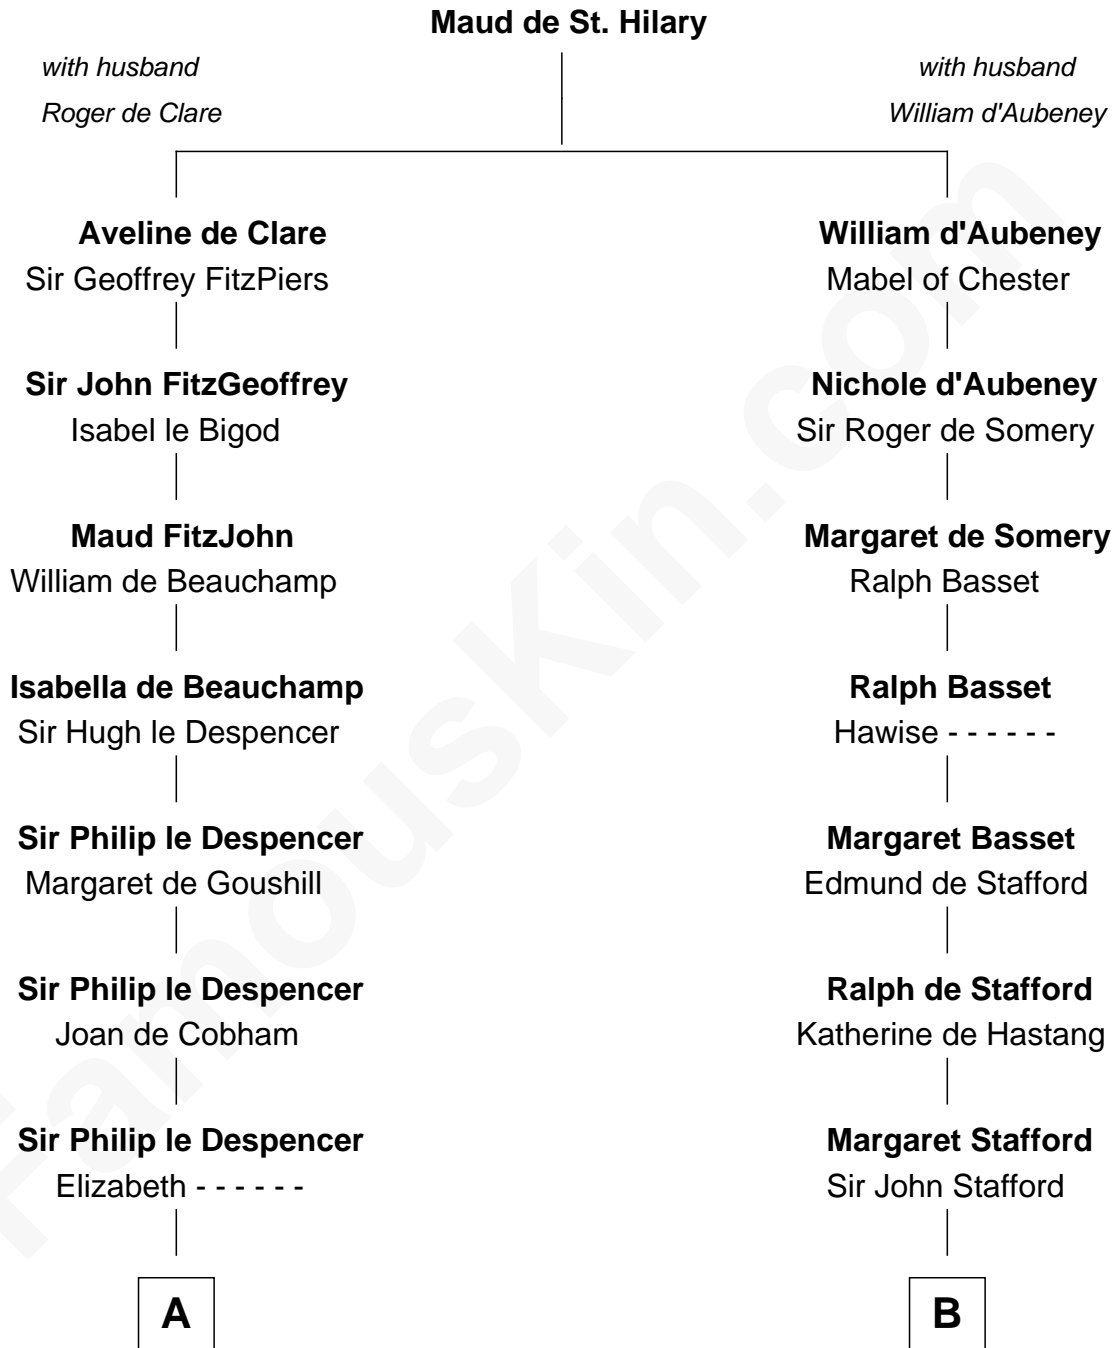 Maud de St. Hilary
with husband
Roger de Clare
with husband
William d'Aubeney
Aveline de Clare
Sir Geoffrey FitzPiers
William d'Aubeney
Mabel of Chester
Sir John FitzGeoffrey
Isabel le Bigod
Nichole d'Aubeney
Sir Roger de Somery
Maud FitzJohn
William de Beauchamp
Margaret de Somery
Ralph Basset
Isabella de Beauchamp
Sir Hugh le Despencer
Ralph Basset
Hawise - - - - - -
Sir Philip le Despencer
Margaret de Goushill
Margaret Basset
Edmund de Stafford
Sir Philip le Despencer
Joan de Cobham
Ralph de Stafford
Katherine de Hastang
Sir Philip le Despencer
Elizabeth - - - - - -
Margaret Stafford
Sir John Stafford
A
B
FamousKin.com